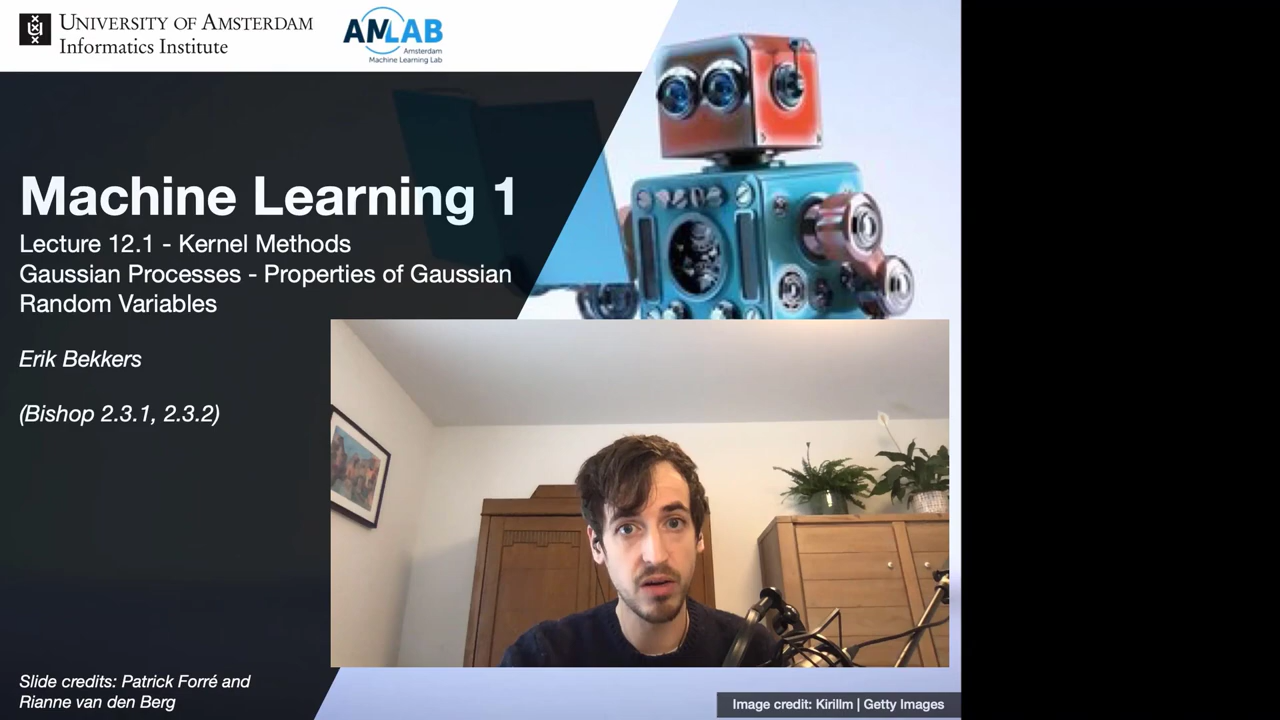 UNIVERSITY OF AMSTERDAM
Informatics Institute
AMLAB
Amsterdam
Machine Learning Lab
Machine Learning 1
Lecture 12.1 - Kernel Methods
Gaussian Processes - Properties of Gaussian
Random Variables
Erik Bekkers
(Bishop 2.3.1, 2.3.2)
Slide credits: Patrick Forré and
Rianne van den Berg
Image credit: Kirillm | Getty Images